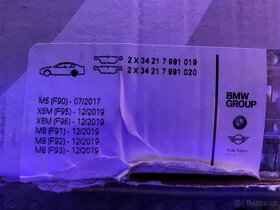 2 X 34 21 7 991 019
2 X 34 21 7 991 020
M5 (F90) - 07/2017
X5M (F95) - 12/2019
X6M (F96) - 12/2019
M8 (F91) - 12/2019
M8 (F92) - 12/2019
M8 (F93) - 12/2019
BMW
GROUP
Bazoš.cz